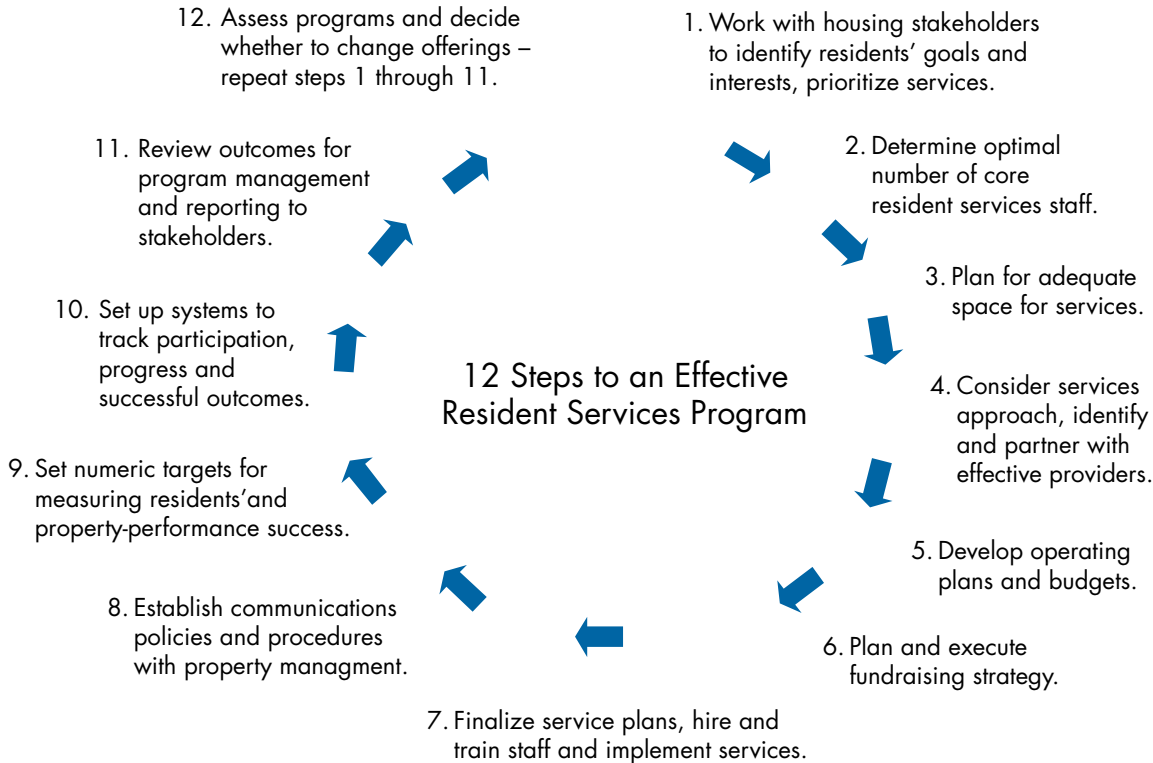 12 Steps to an Effective
Resident Services Program
1. Work with housing stakeholders
to identify residents’ goals and
interests, prioritize services.
2. Determine optimal
number of core
resident services staff.
3. Plan for adequate
space for services.
4. Consider services
approach, identify
and partner with
effective providers.
5. Develop operating
plans and budgets.
6. Plan and execute
fundraising strategy.
7. Finalize service plans, hire and
train staff and implement services.
8. Establish communications
policies and procedures
with property managment.
9. Set numeric targets for
measuring residents’and
property-performance success.
10. Set up systems to
track participation,
progress and
successful outcomes.
11. Review outcomes for
program management
and reporting to
stakeholders.
12. Assess programs and decide
whether to change offerings –
repeat steps 1 through 11.